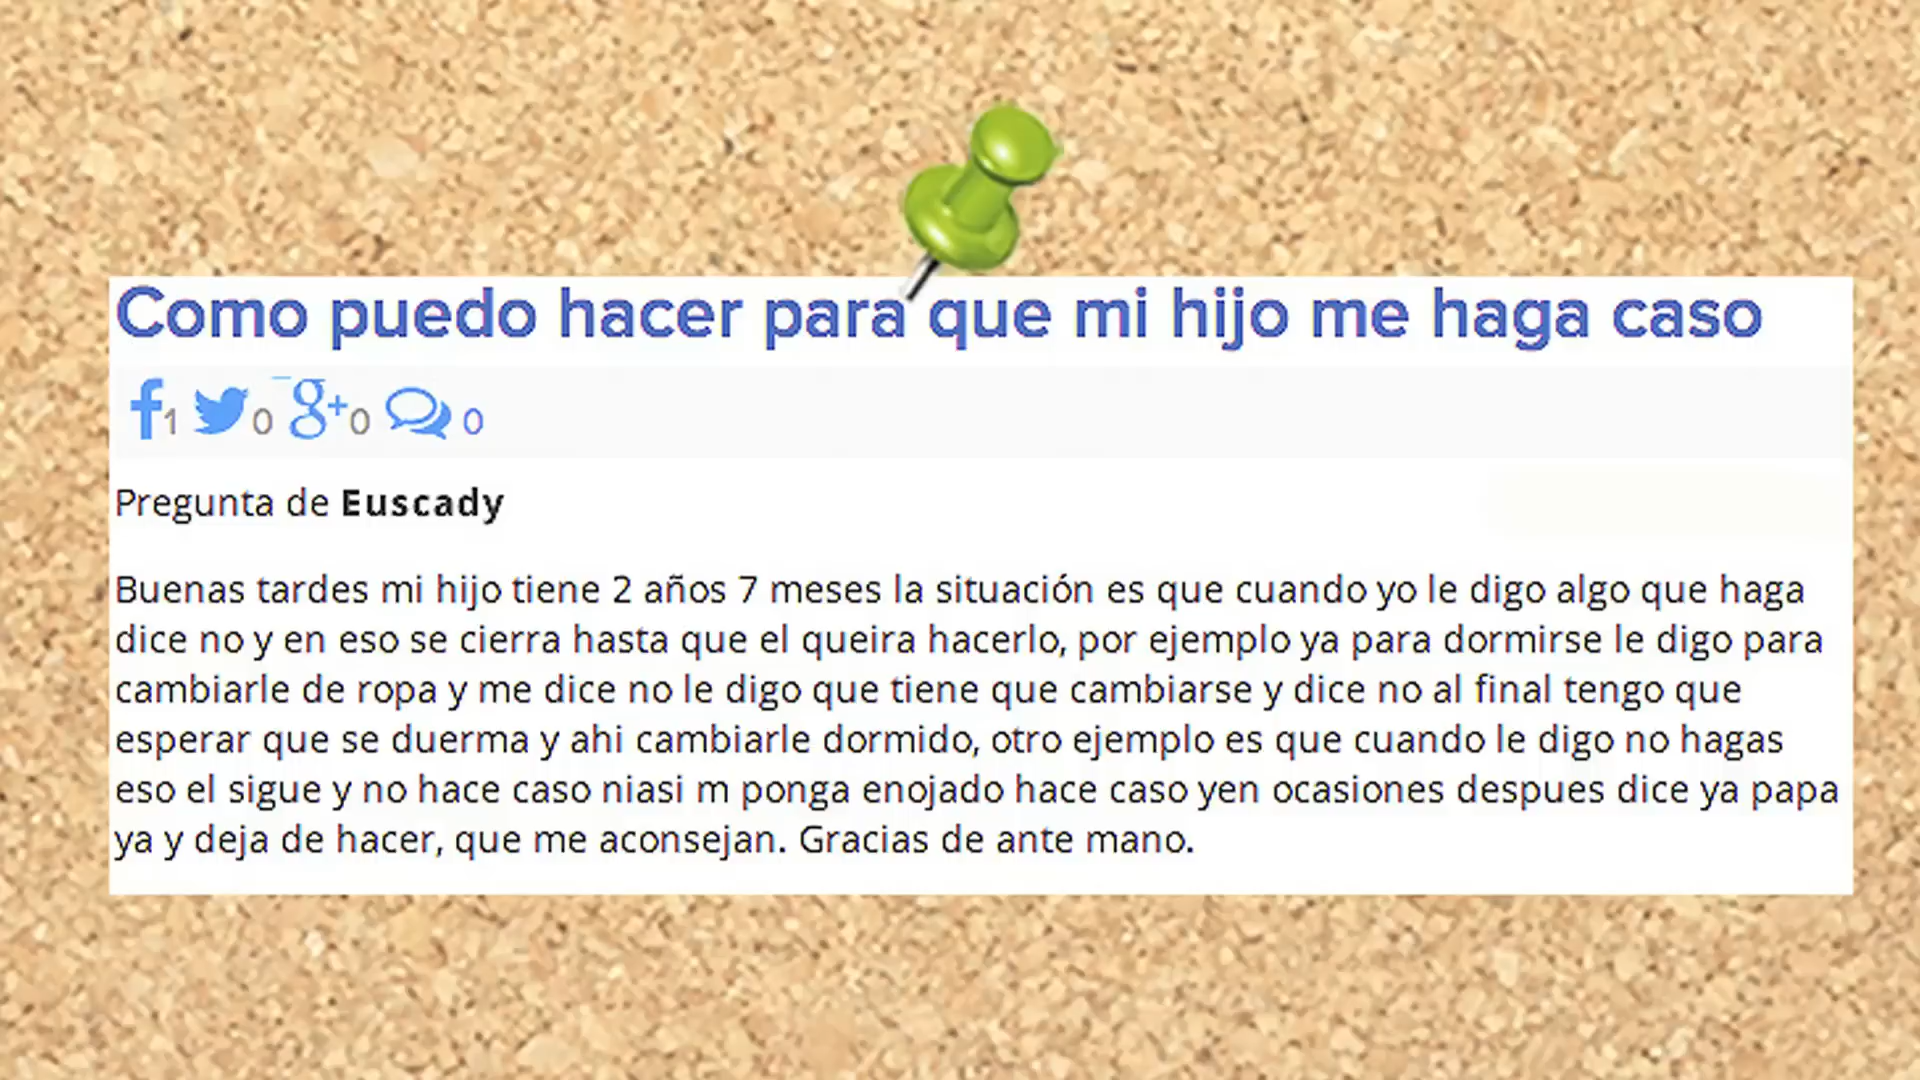 Como puedo hacer para que mi hijo me haga caso
f 1 0 g+ 0 0
Pregunta de Euscady
Buenas tardes mi hijo tiene 2 años 7 meses la situación es que cuando yo le digo algo que haga
dice no y en eso se cierra hasta que el queira hacerlo, por ejemplo ya para dormirse le digo para
cambiarle de ropa y me dice no le digo que tiene que cambiarse y dice no al final tengo que
esperar que se duerma y ahi cambiarle dormido, otro ejemplo es que cuando le digo no hagas
eso el sigue y no hace caso niasi m ponga enojado hace caso yen ocasiones despues dice ya papa
ya y deja de hacer, que me aconsejan. Gracias de ante mano.